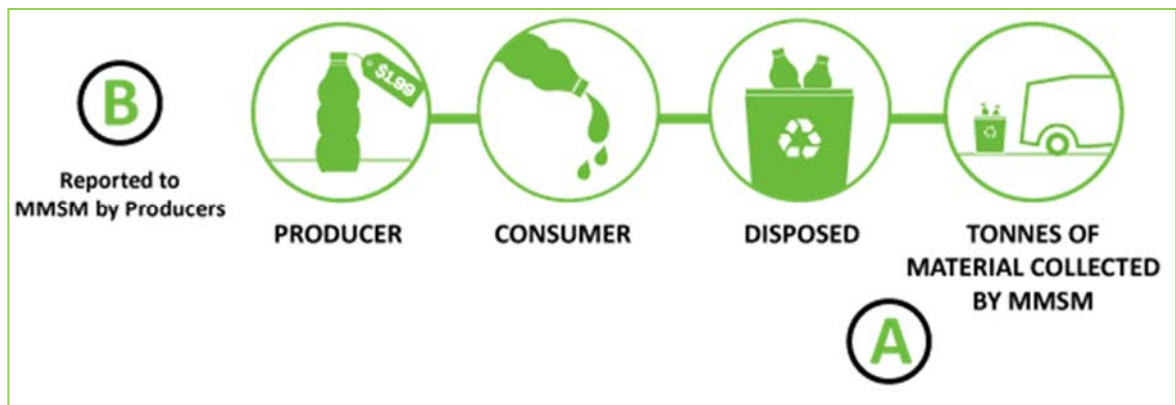 B
Reported to
MMSM by Producers
$1.99
PRODUCER
CONSUMER
DISPOSED
TONNES OF
MATERIAL COLLECTED
BY MMSM
A